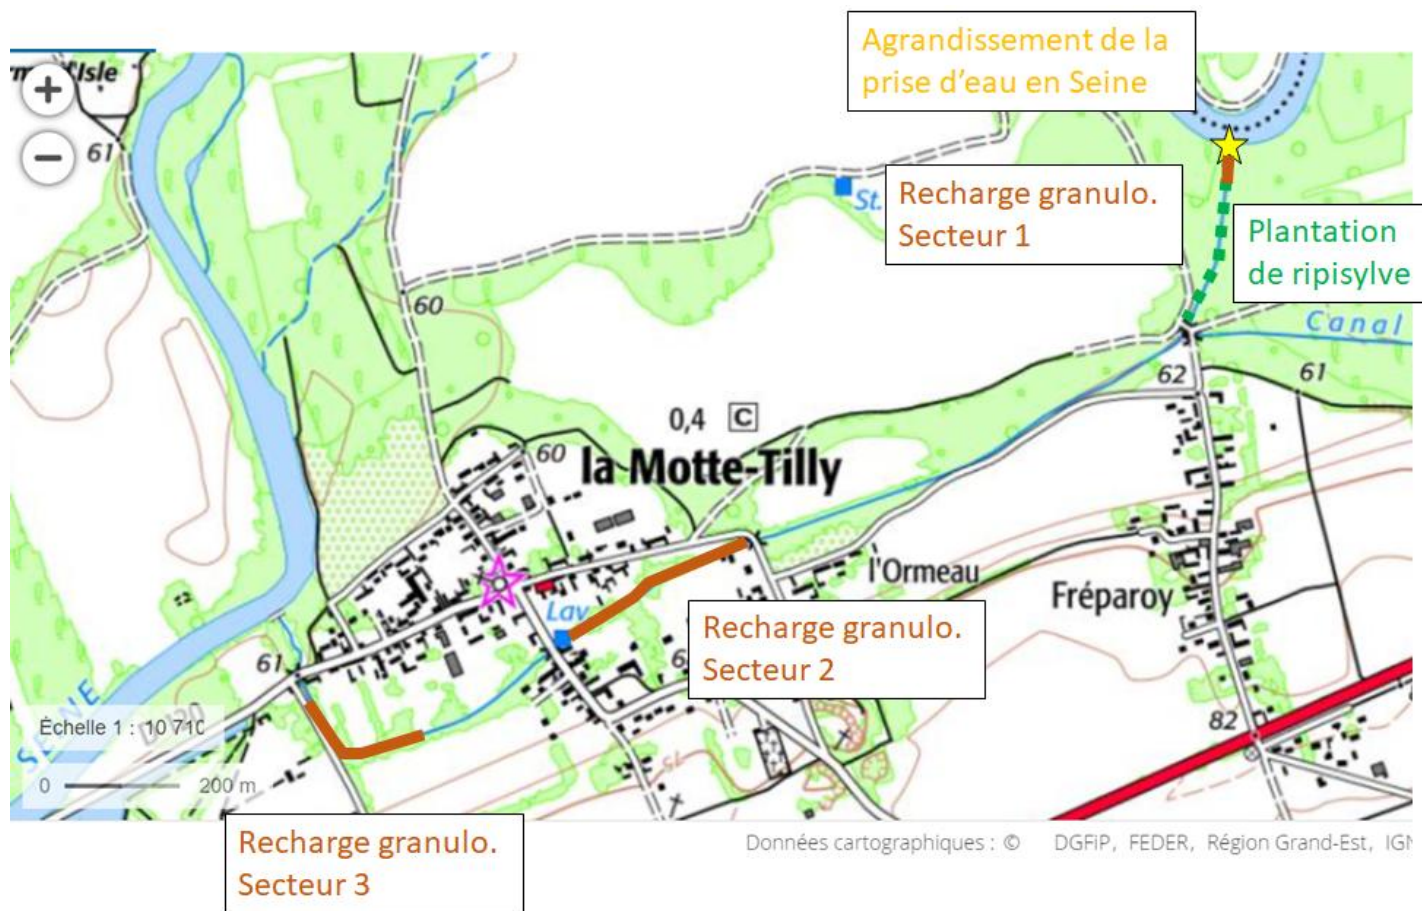 Agrandissement de la
prise d'eau en Seine
d'Isle
+
61
−
Recharge granulo.
Secteur 1
St.
Plantation
de ripisylve
60
Canal
62
61
0,4 C
60
la Motte-Tilly
l'Ormeau
Fréparoy
Lav
Recharge granulo.
Secteur 2
61
SEINE
Échelle 1 : 10 710
82
0
200 m
Recharge granulo.
Secteur 3
Données cartographiques : © DGFiP, FEDER, Région Grand-Est, IGN